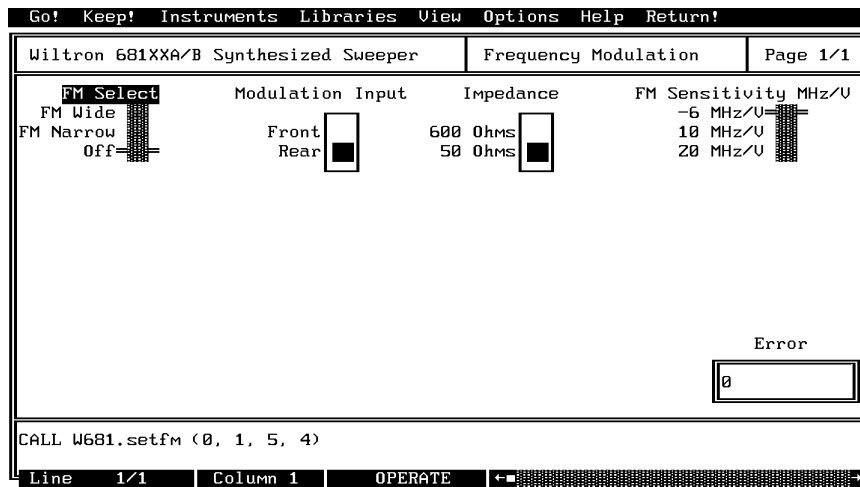 Go! Keep! Instruments Libraries View Options Help Return!
Wiltron 681XXA/B Synthesized Sweeper Frequency Modulation Page 1/1
FM Select Modulation Input Impedance FM Sensitivity MHz/V
FM Wide -6 MHz/V
FM Narrow Front 600 Ohms 10 MHz/V
Off Rear 50 Ohms 20 MHz/V
Error
0
CALL W681.setfm (0, 1, 5, 4)
Line 1/1 Column 1 OPERATE